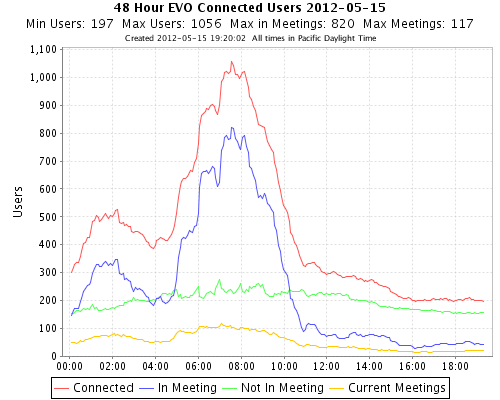 48 Hour EVO Connected Users 2012-05-15
Min Users: 197 Max Users: 1056 Max in Meetings: 820 Max Meetings: 117
Created 2012-05-15 19:20:02 All times in Pacific Daylight Time
1,100
1,000
900
800
700
600
500
400
300
200
100
0
Users
00:00 02:00 04:00 06:00 08:00 10:00 12:00 14:00 16:00 18:00
Connected In Meeting Not In Meeting Current Meetings